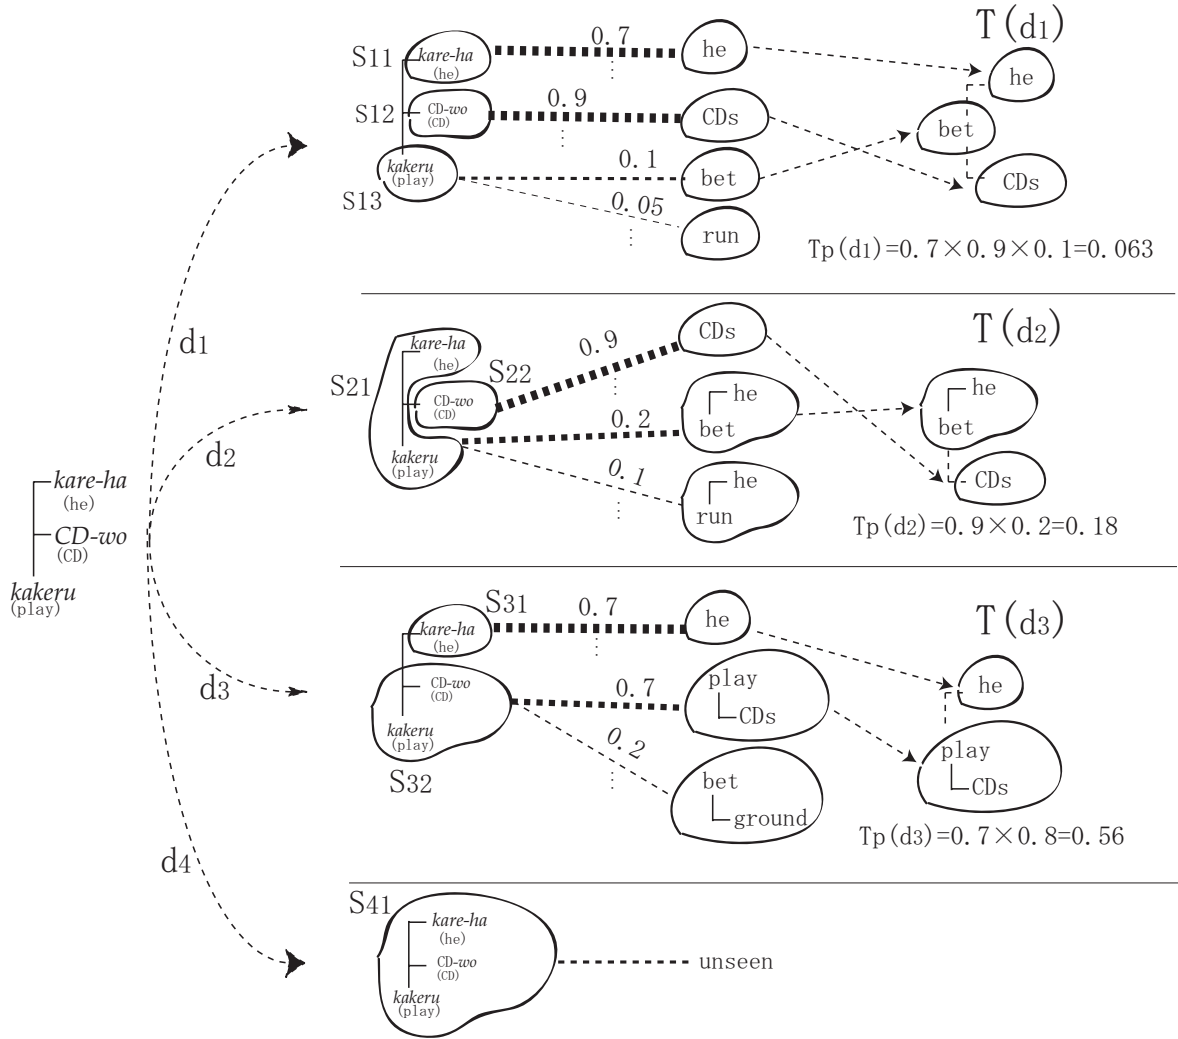 kare-ha
(he)
CD-wo
(CD)
kakeru
(play)
d1
d2
d3
d4
T(d1)
S11
kare-ha
(he)
0.7
he
he
S12
CD-wo
(CD)
0.9
CDs
bet
kakeru
(play)
S13
0.1
bet
CDs
0.05
run
Tp(d1)=0.7×0.9×0.1=0.063
T(d2)
S21
kare-ha
(he)
S22
CD-wo
(CD)
kakeru
(play)
0.9
CDs
0.2
he
bet
he
bet
0.1
he
run
CDs
Tp(d2)=0.9×0.2=0.18
T(d3)
S31
kare-ha
(he)
0.7
he
he
CD-wo
(CD)
kakeru
(play)
S32
0.7
play
CDs
play
CDs
0.2
bet
ground
Tp(d3)=0.7×0.8=0.56
S41
kare-ha
(he)
CD-wo
(CD)
kakeru
(play)
unseen